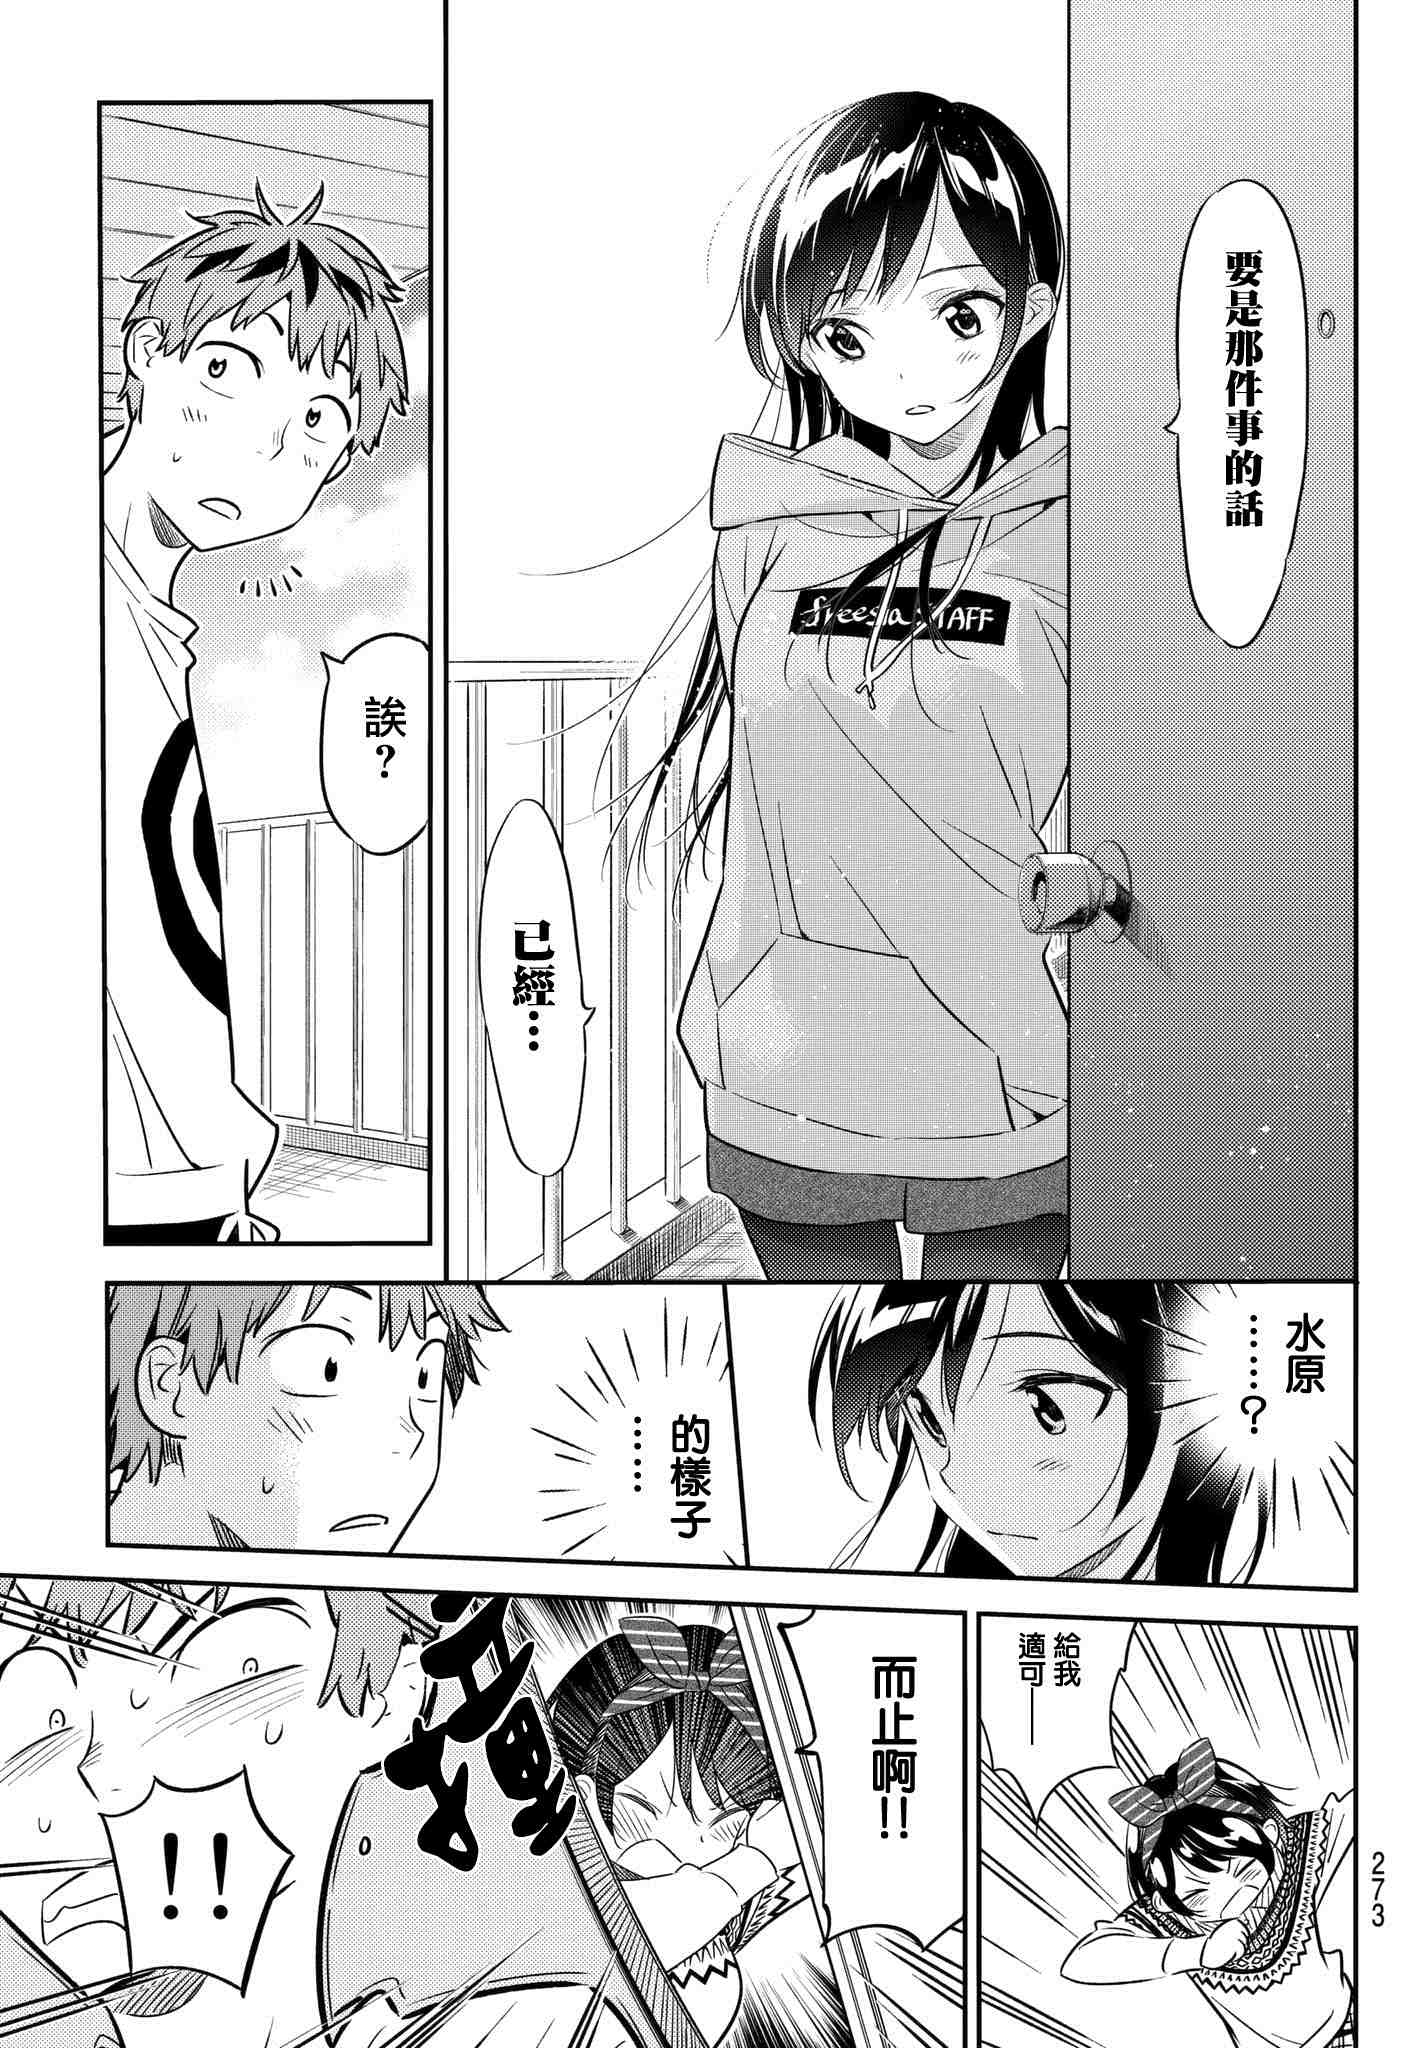 要是那件事的話
freesia STAFF
已經…
誒?
水原
……?
的樣子
……
給我
適可—
而止啊!!
!!
273